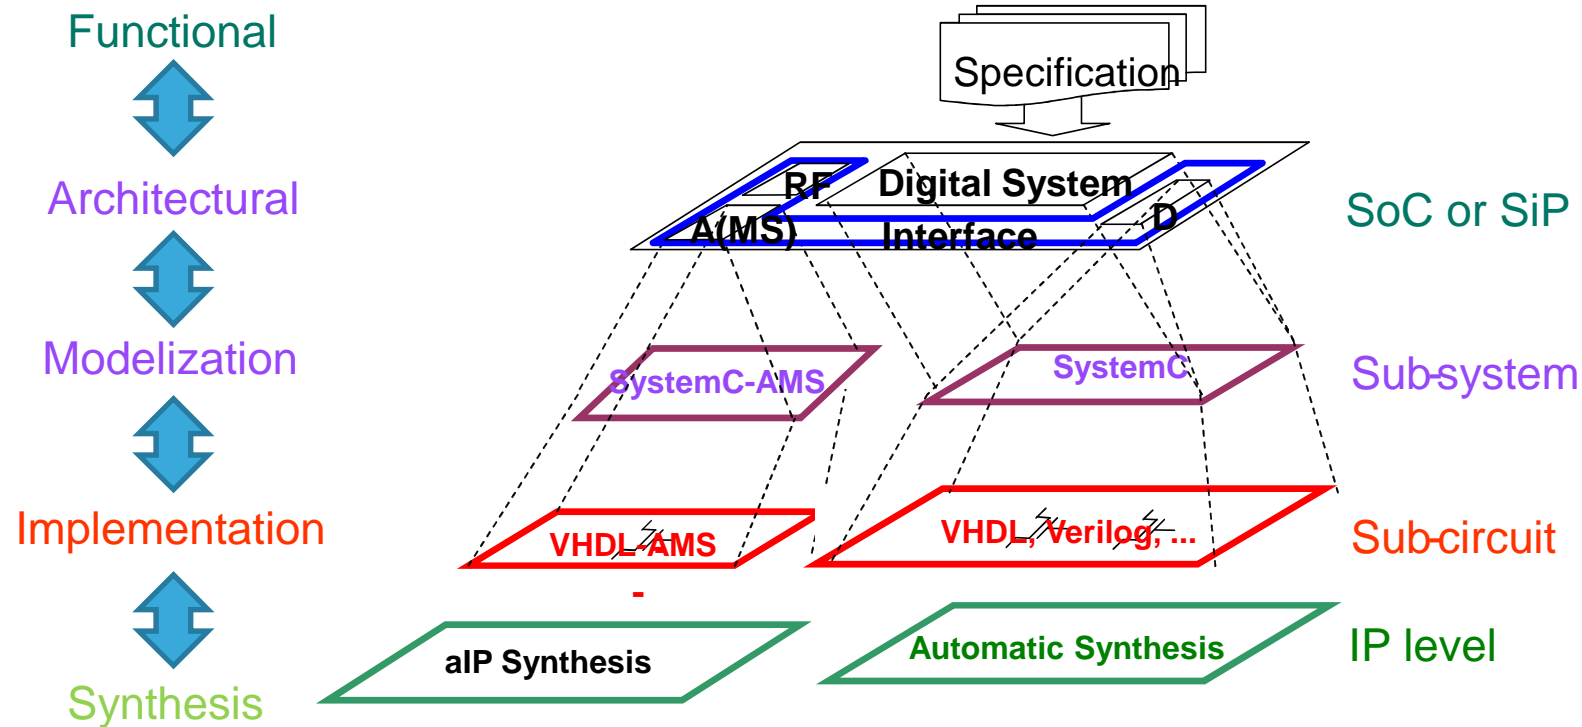 Functional
Specification
Architectural
RF
Digital System
A(MS)
Interface
D
SoC or SiP
Modelization
SystemC-AMS
SystemC
Sub-system
Implementation
VHDL-AMS
-
VHDL, Verilog, ...
Sub-circuit
aIP Synthesis
Automatic Synthesis
IP level
Synthesis